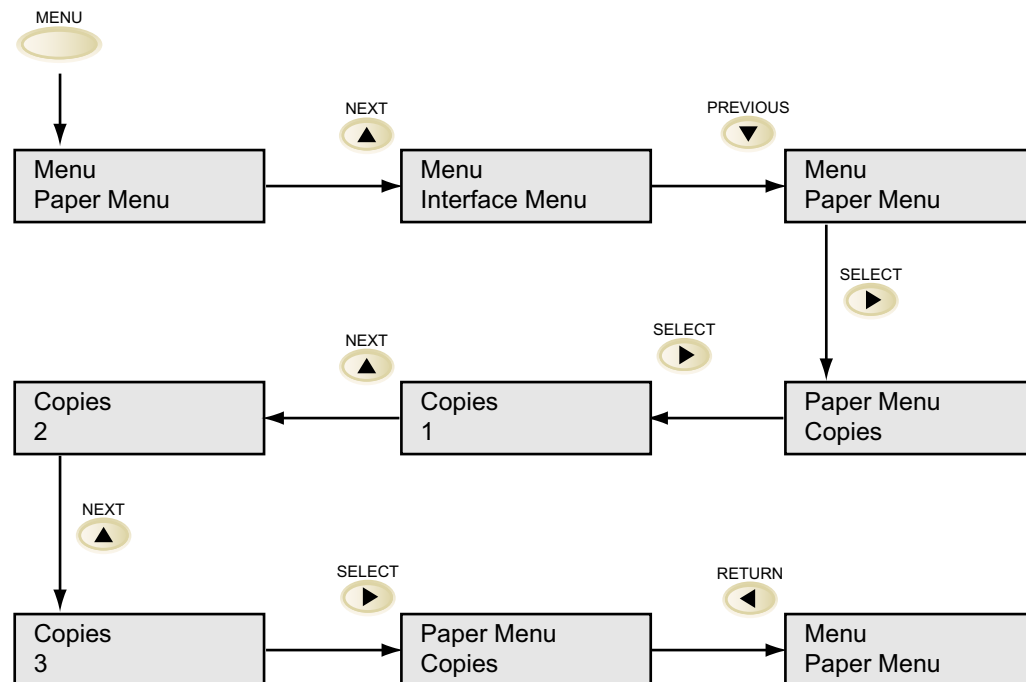 MENU
NEXT
PREVIOUS
Menu
Paper Menu
Menu
Interface Menu
Menu
Paper Menu
SELECT
SELECT
NEXT
Paper Menu
Copies
Copies
1
Copies
2
NEXT
SELECT
RETURN
Copies
3
Paper Menu
Copies
Menu
Paper Menu